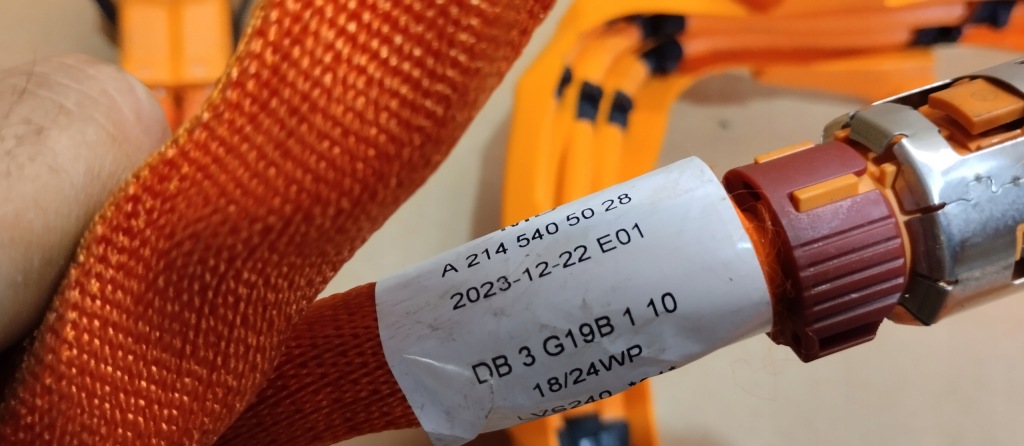 A 214 540 50 28
2023-12-22 E01
DB 3 G19B 1 10
18/24WP